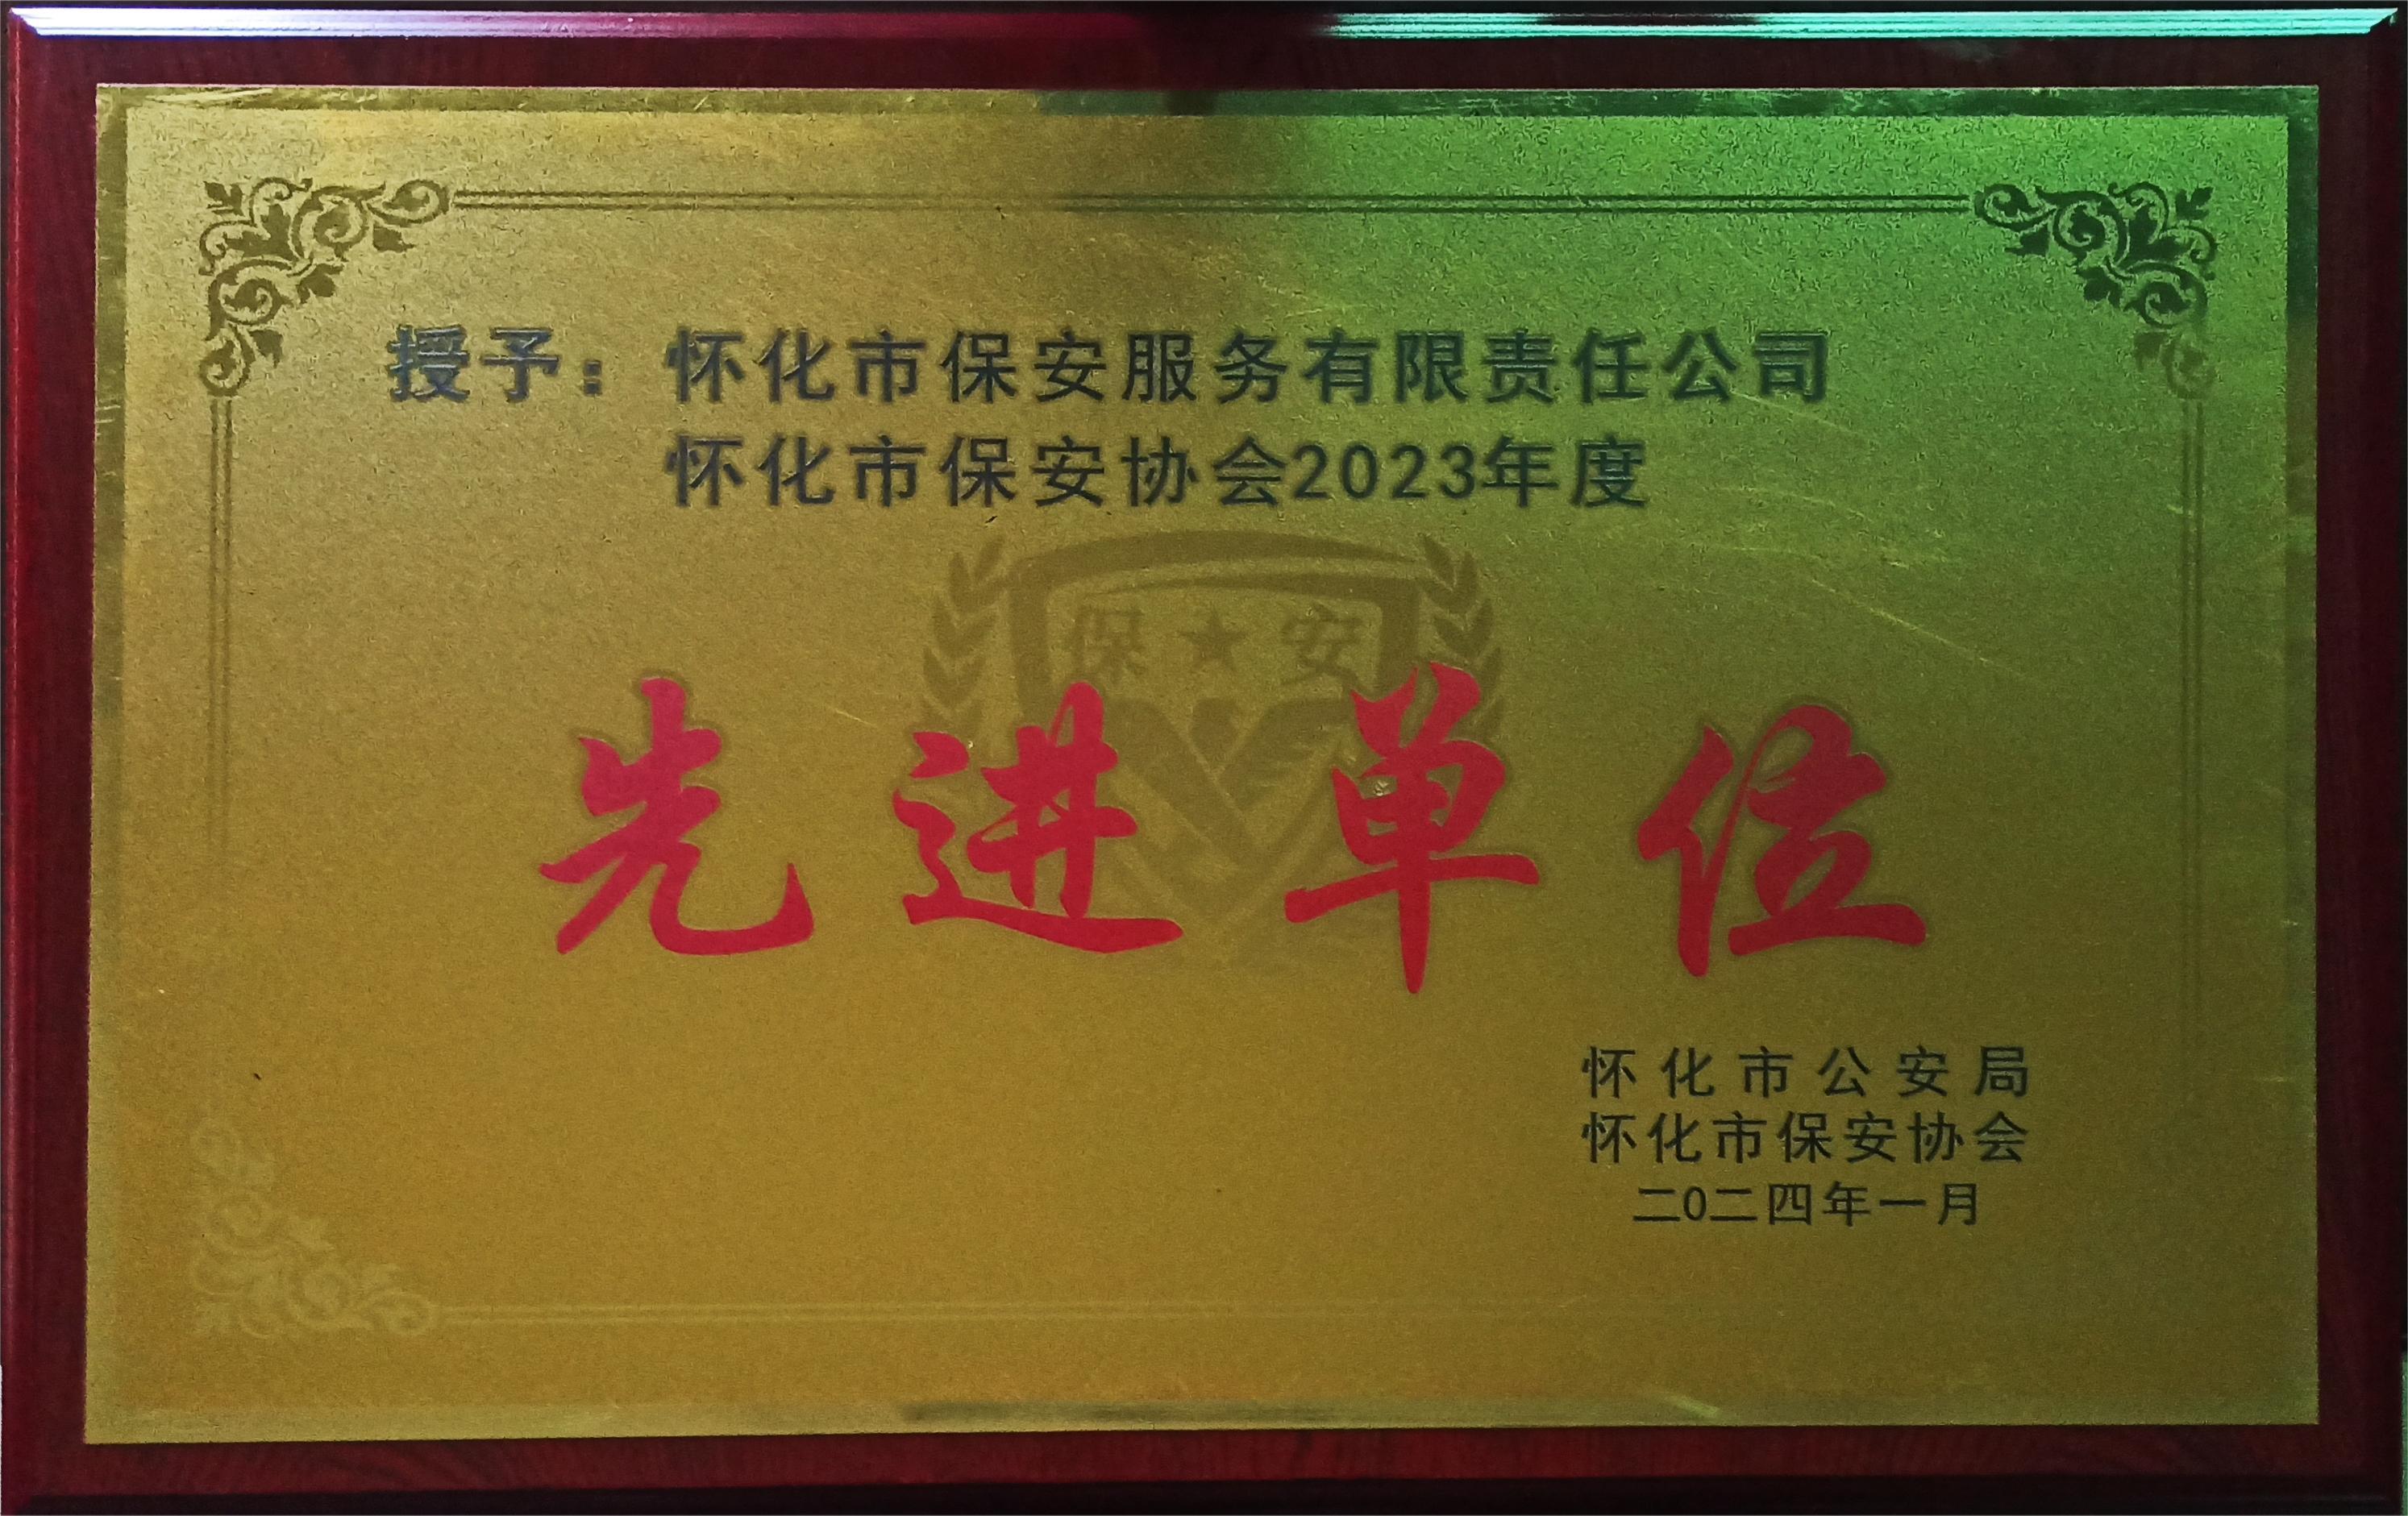 授予：怀化市保安服务有限责任公司
怀化市保安协会2023年度
保★安
先进单位
怀化市公安局
怀化市保安协会
二0二四年一月